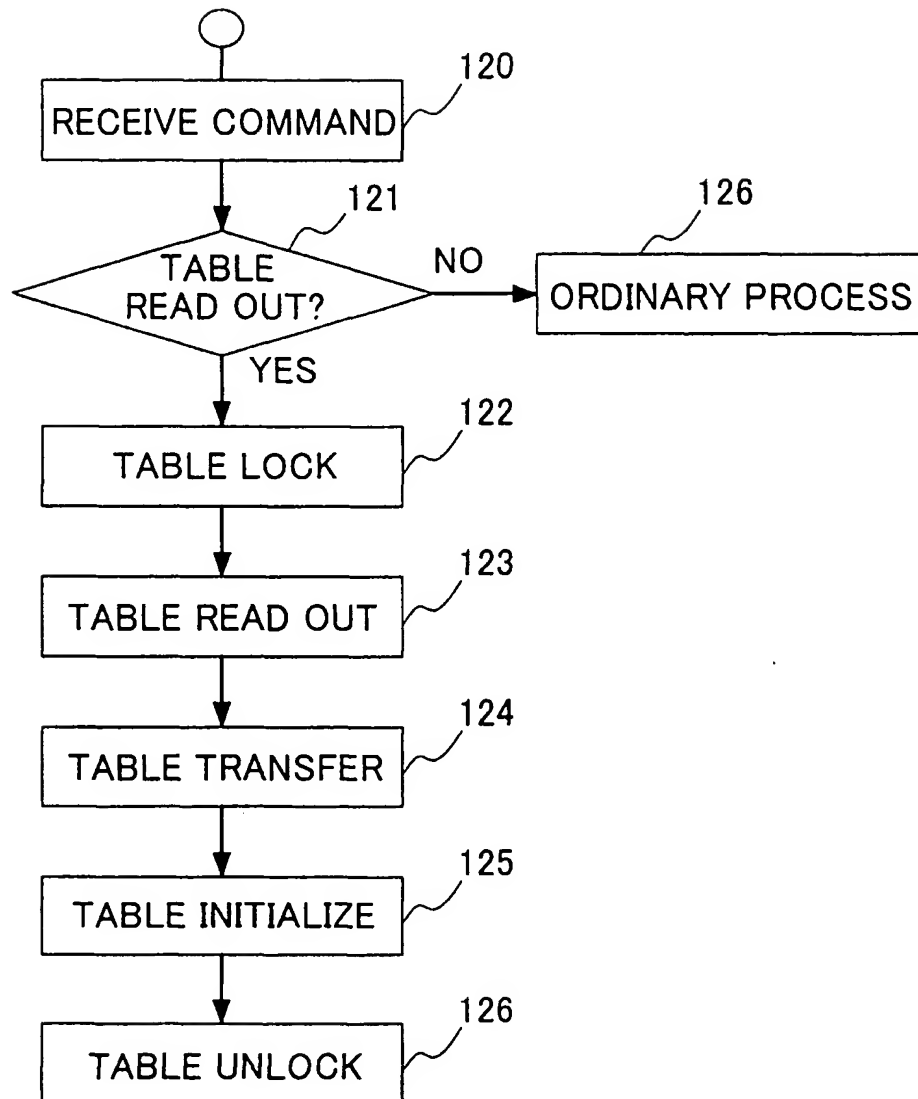 120
RECEIVE COMMAND
121
126
TABLE
READ OUT?
NO
ORDINARY PROCESS
YES
122
TABLE LOCK
123
TABLE READ OUT
124
TABLE TRANSFER
125
TABLE INITIALIZE
126
TABLE UNLOCK